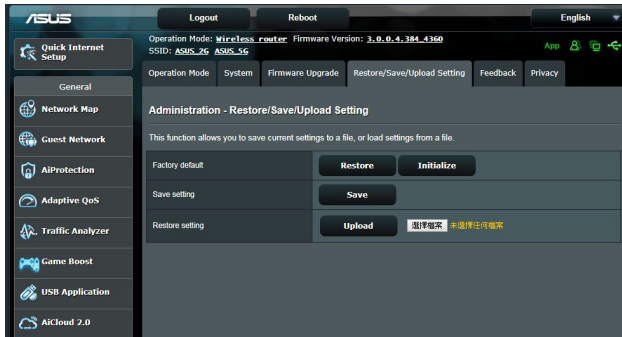 ASUS
Logout Reboot English
Operation Mode: Wireless router Firmware Version: 3.0.0.4.384_4360
SSID: ASUS_2G ASUS_5G
App
Quick Internet Setup
Operation Mode System Firmware Upgrade Restore/Save/Upload Setting Feedback Privacy
General
Network Map
Guest Network
AiProtection
Adaptive QoS
Traffic Analyzer
Game Boost
USB Application
AiCloud 2.0
Administration - Restore/Save/Upload Setting
This function allows you to save current settings to a file, or load settings from a file.
Factory default Restore Initialize
Save setting Save
Restore setting Upload 選擇檔案 未選擇任何檔案